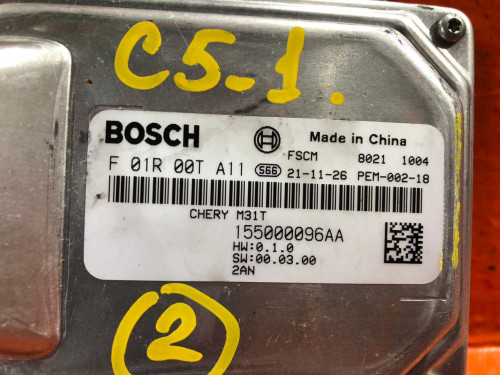 C5-1.
BOSCH Made in China
FSCM 8021 1004
F 01R 00T A11 S66 21-11-26 PEM-002-18
CHERY M31T
155000096AA
HW:0.1.0
SW:00.03.00
2AN
2